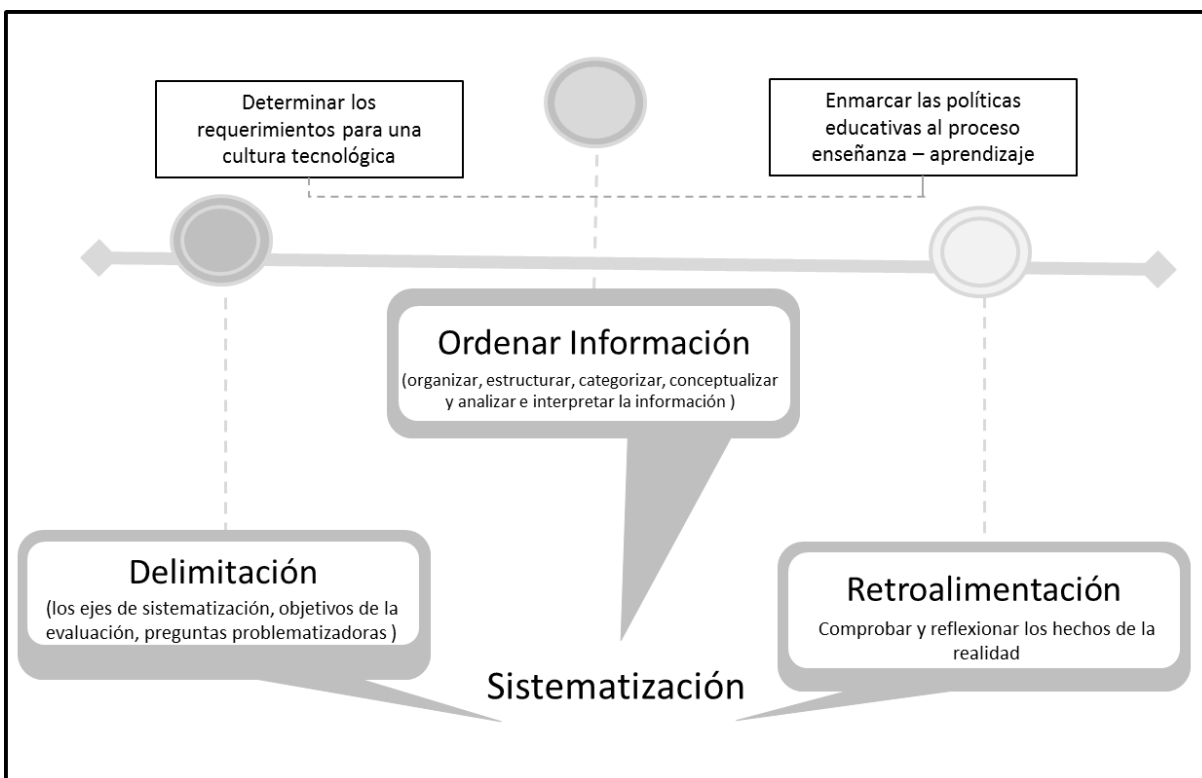 Determinar los
requerimientos para una
cultura tecnológica
Enmarcar las políticas
educativas al proceso
enseñanza – aprendizaje
Ordenar Información
(organizar, estructurar, categorizar, conceptualizar
y analizar e interpretar la información )
Delimitación
(los ejes de sistematización, objetivos de la
evaluación, preguntas problematizadoras )
Retroalimentación
Comprobar y reflexionar los hechos de la
realidad
Sistematización